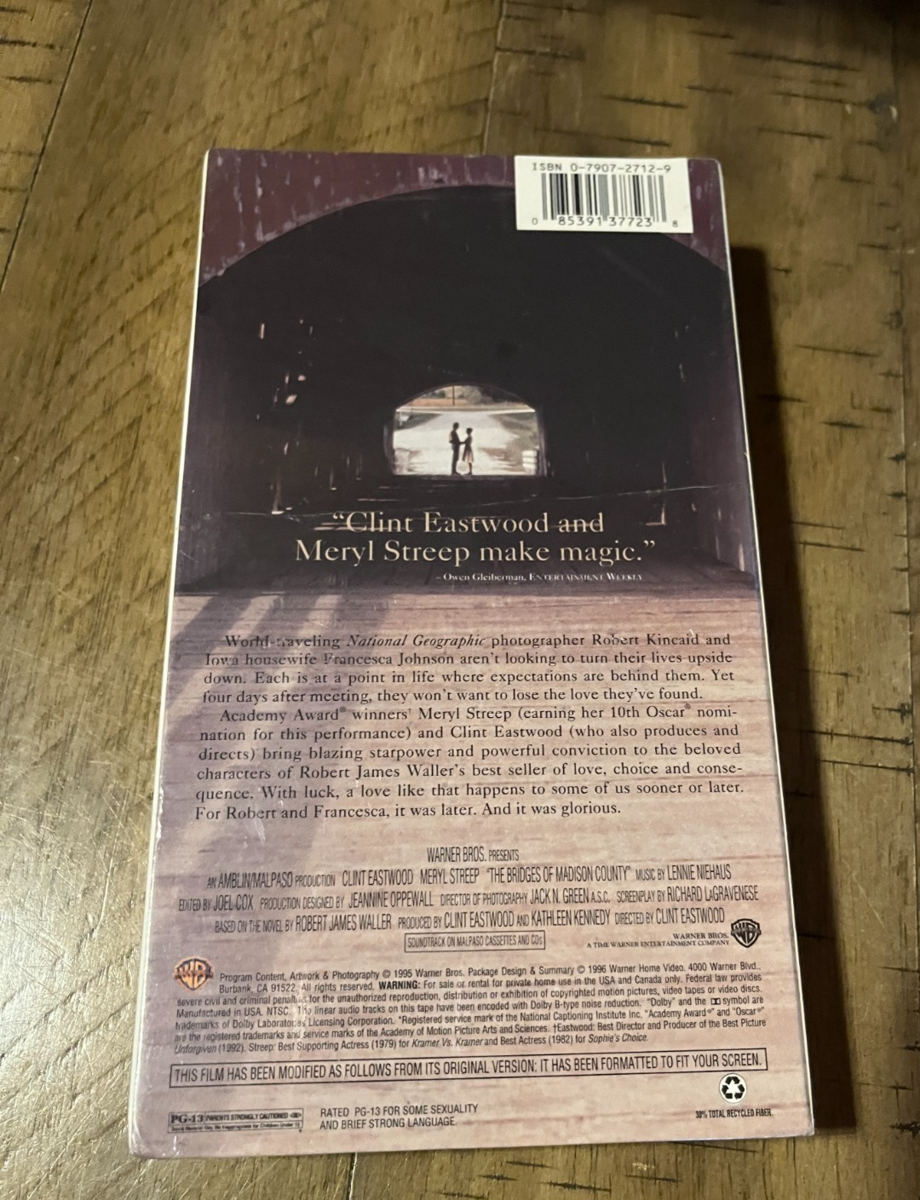 ISBN 0-7907-2712-9
0 85391 37723 8
"Clint Eastwood and
Meryl Streep make magic."
– Owen Gleiberman, ENTERTAINMENT WEEKLY
World-traveling National Geographic photographer Robert Kincaid and
Iowa housewife Francesca Johnson aren't looking to turn their lives upside
down. Each is at a point in life where expectations are behind them. Yet
four days after meeting, they won't want to lose the love they've found.
Academy Award® winners† Meryl Streep (earning her 10th Oscar® nomi-
nation for this performance) and Clint Eastwood (who also produces and
directs) bring blazing starpower and powerful conviction to the beloved
characters of Robert James Waller's best seller of love, choice and conse-
quence. With luck, a love like that happens to some of us sooner or later.
For Robert and Francesca, it was later. And it was glorious.
WARNER BROS. PRESENTS
AN AMBLIN/MALPASO PRODUCTION CLINT EASTWOOD MERYL STREEP "THE BRIDGES OF MADISON COUNTY" MUSIC BY LENNIE NIEHAUS
EDITED BY JOEL COX PRODUCTION DESIGNED BY JEANNINE OPPEWALL DIRECTOR OF PHOTOGRAPHY JACK N. GREEN A.S.C. SCREENPLAY BY RICHARD LaGRAVENESE
BASED ON THE NOVEL BY ROBERT JAMES WALLER PRODUCED BY CLINT EASTWOOD AND KATHLEEN KENNEDY DIRECTED BY CLINT EASTWOOD
SOUNDTRACK ON MALPASO CASSETTES AND CDs
WARNER BROS.
A TIME WARNER ENTERTAINMENT COMPANY
Program Content, Artwork & Photography © 1995 Warner Bros. Package Design & Summary © 1996 Warner Home Video. 4000 Warner Blvd.,
Burbank, CA 91522. All rights reserved. WARNING: For sale or rental for private home use in the USA and Canada only. Federal law provides
severe civil and criminal penalties for the unauthorized reproduction, distribution or exhibition of copyrighted motion pictures, video tapes or video discs.
Manufactured in USA. NTSC. The linear audio tracks on this tape have been encoded with Dolby B-type noise reduction. "Dolby" and the symbol are
trademarks of Dolby Laboratories Licensing Corporation. *Registered service mark of the National Captioning Institute Inc. "Academy Award®" and "Oscar®"
are the registered trademarks and service marks of the Academy of Motion Picture Arts and Sciences. †Eastwood: Best Director and Producer of the Best Picture
Unforgiven (1992). Streep: Best Supporting Actress (1979) for Kramer Vs. Kramer and Best Actress (1982) for Sophie's Choice.
THIS FILM HAS BEEN MODIFIED AS FOLLOWS FROM ITS ORIGINAL VERSION: IT HAS BEEN FORMATTED TO FIT YOUR SCREEN.
PG-13 PARENTS STRONGLY CAUTIONED
Some Material May Be Inappropriate for Children Under 13
RATED PG-13 FOR SOME SEXUALITY
AND BRIEF STRONG LANGUAGE.
30% TOTAL RECYCLED FIBER